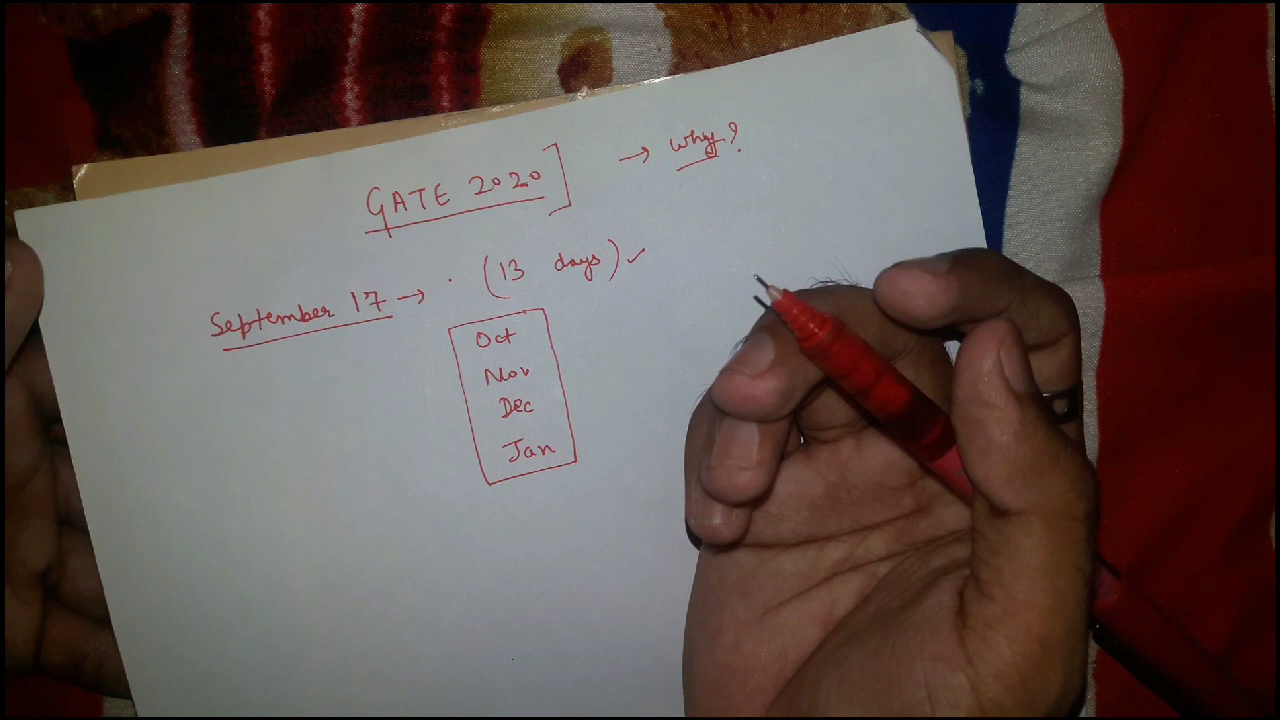 GATE 2020] → why?
September 17 → . (13 days) ✓
Oct
Nov
Dec
Jan